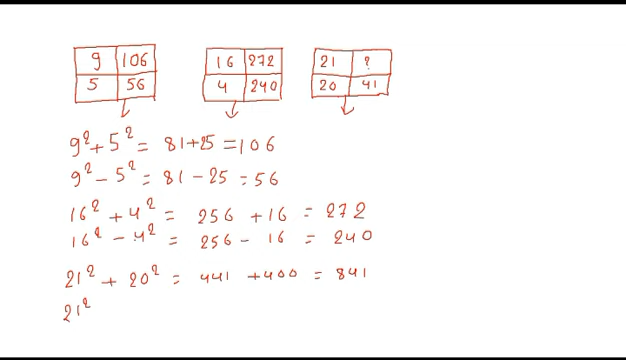 9 106 16 272 21 ?
5 56 4 240 20 41
9² + 5² = 81 + 25 = 106
9² - 5² = 81 - 25 = 56
16² + 4² = 256 + 16 = 272
16² - 4² = 256 - 16 = 240
21² + 20² = 441 + 400 = 841
21²